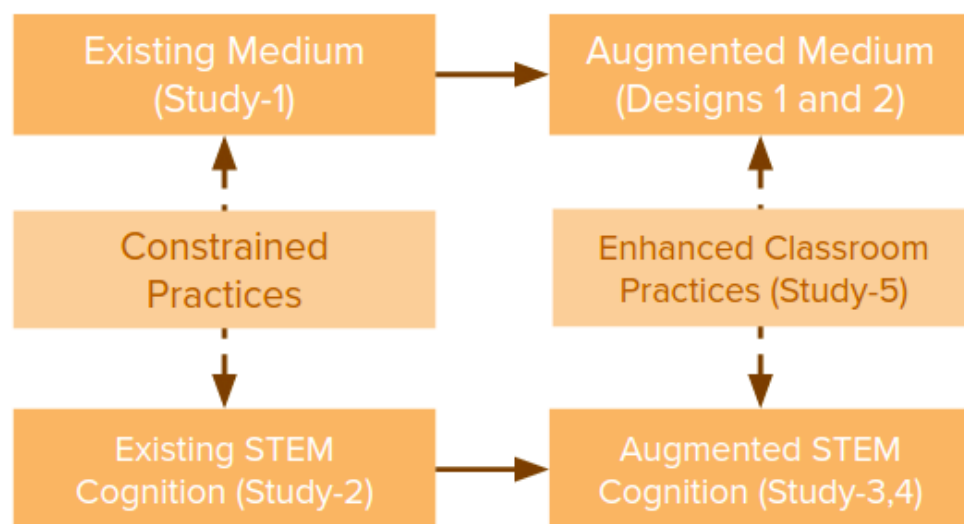 Existing Medium
(Study-1)
Augmented Medium
(Designs 1 and 2)
Constrained
Practices
Enhanced Classroom
Practices (Study-5)
Existing STEM
Cognition (Study-2)
Augmented STEM
Cognition (Study-3,4)